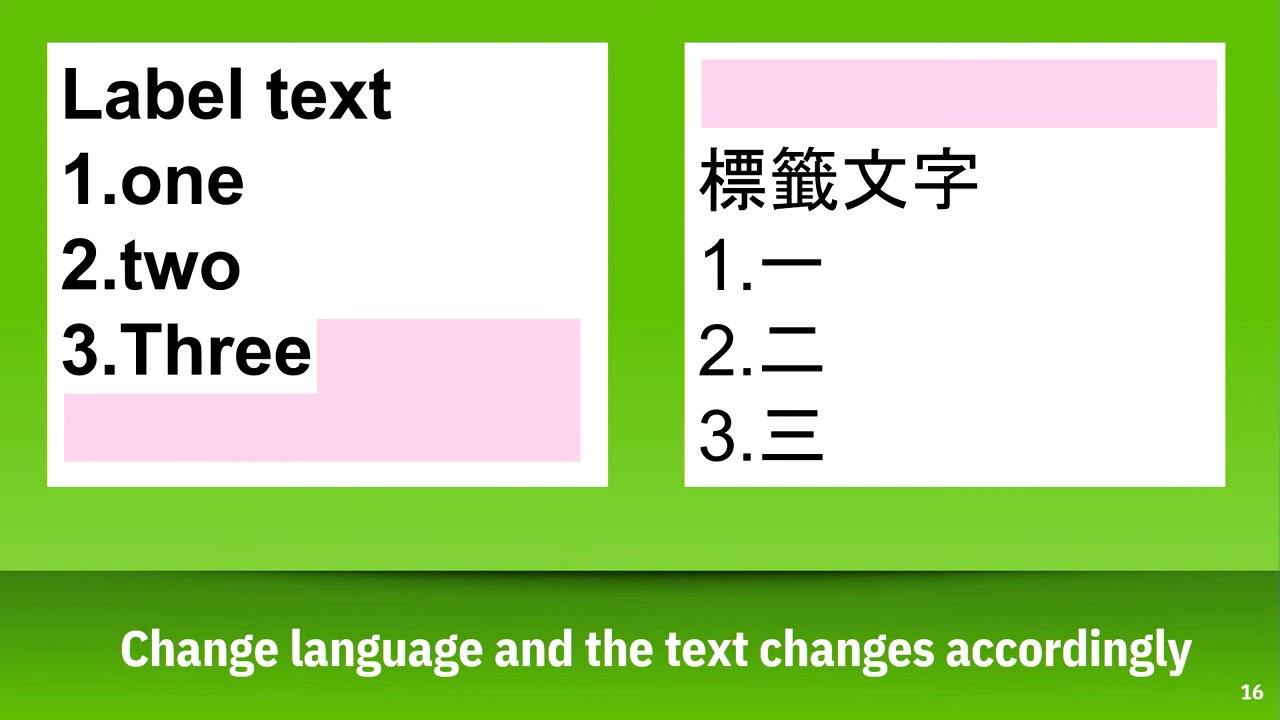 Label text
1.one
2.two
3.Three
標籤文字
1.一
2.二
3.三
Change language and the text changes accordingly
16